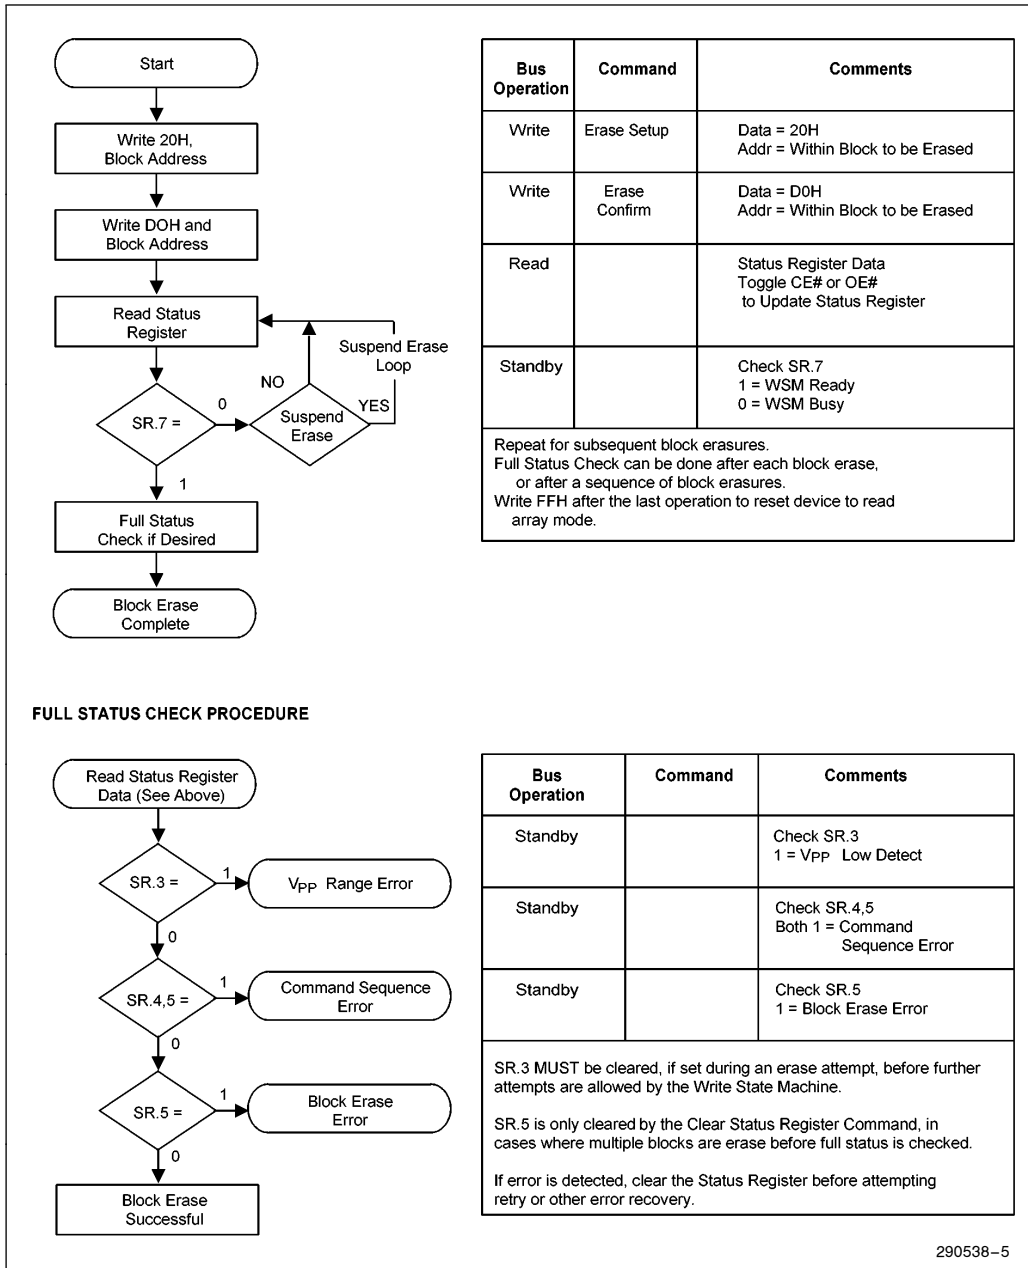 Start
Write 20H,
Block Address
Write DOH and
Block Address
Read Status
Register
SR.7 =
0
1
NO
Suspend
Erase
YES
Suspend Erase
Loop
Full Status
Check if Desired
Block Erase
Complete
Bus
Operation
Command
Comments
Write
Erase Setup
Data = 20H
Addr = Within Block to be Erased
Write
Erase
Confirm
Data = D0H
Addr = Within Block to be Erased
Read
Status Register Data
Toggle CE# or OE#
to Update Status Register
Standby
Check SR.7
1 = WSM Ready
0 = WSM Busy
Repeat for subsequent block erasures.
Full Status Check can be done after each block erase,
or after a sequence of block erasures.
Write FFH after the last operation to reset device to read
array mode.
FULL STATUS CHECK PROCEDURE
Read Status Register
Data (See Above)
SR.3 =
1
VPP Range Error
0
SR.4,5 =
1
Command Sequence
Error
0
SR.5 =
1
Block Erase
Error
0
Block Erase
Successful
Bus
Operation
Command
Comments
Standby
Check SR.3
1 = VPP Low Detect
Standby
Check SR.4,5
Both 1 = Command
Sequence Error
Standby
Check SR.5
1 = Block Erase Error
SR.3 MUST be cleared, if set during an erase attempt, before further
attempts are allowed by the Write State Machine.
SR.5 is only cleared by the Clear Status Register Command, in
cases where multiple blocks are erase before full status is checked.
If error is detected, clear the Status Register before attempting
retry or other error recovery.
290538–5